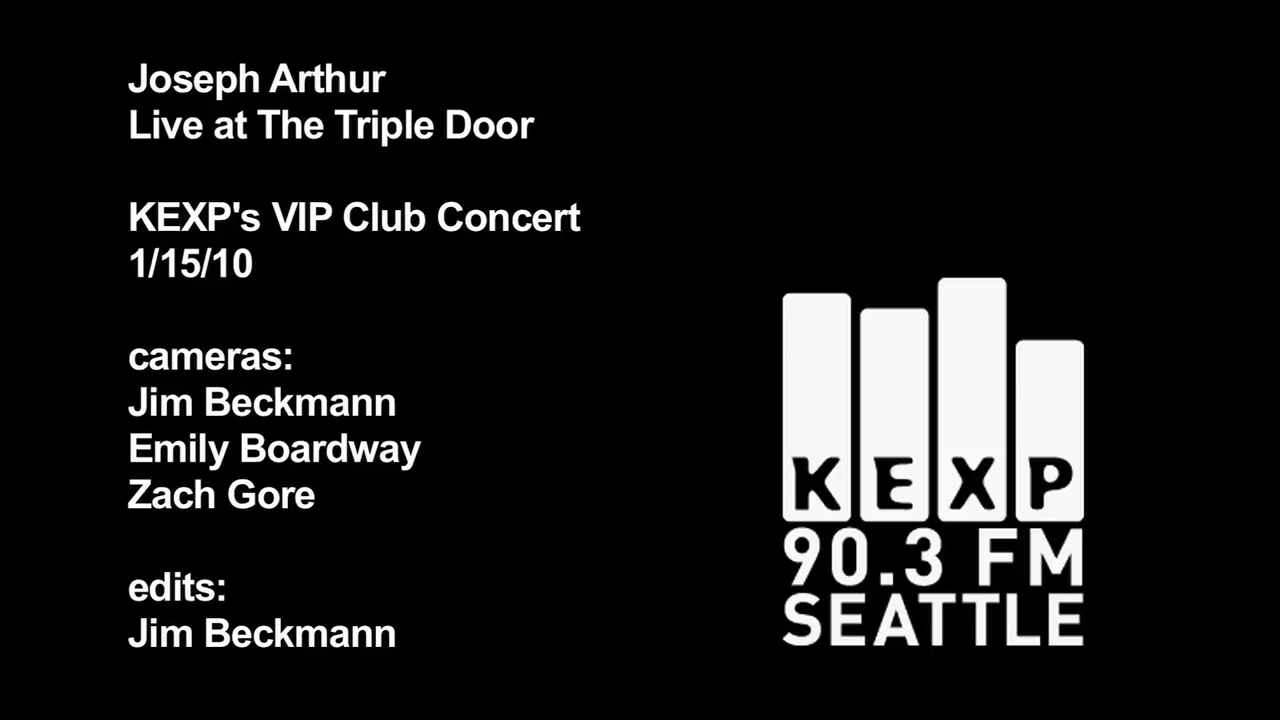 Joseph Arthur
Live at The Triple Door
KEXP's VIP Club Concert
1/15/10
cameras:
Jim Beckmann
Emily Boardway
Zach Gore
edits:
Jim Beckmann
KEXP
90.3 FM
SEATTLE